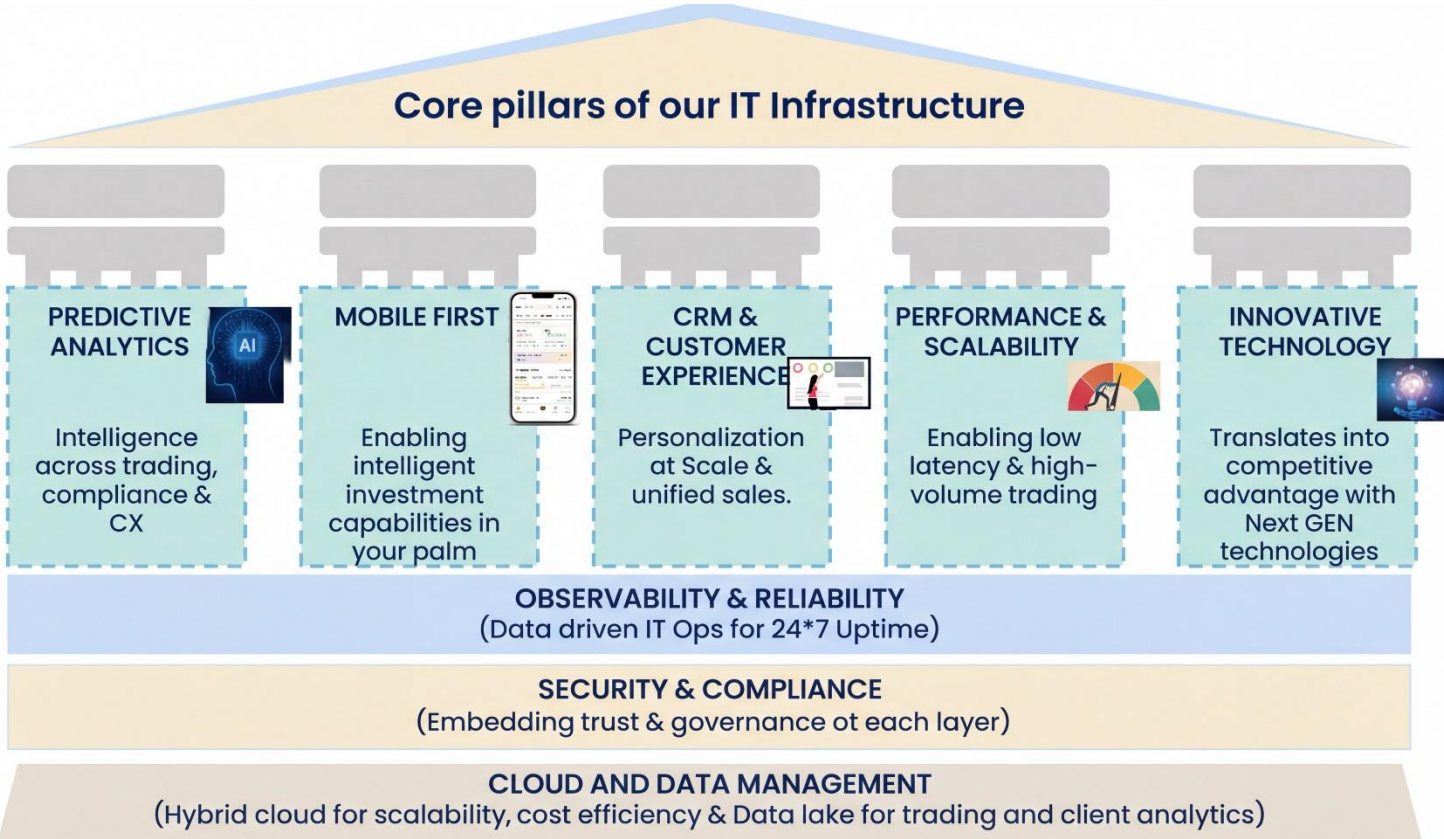 Core pillars of our IT Infrastructure
PREDICTIVE
ANALYTICS
AI
Intelligence
across trading,
compliance &
CX
MOBILE FIRST
Enabling
intelligent
investment
capabilities in
your palm
CRM &
CUSTOMER
EXPERIENCE
Personalization
at Scale &
unified sales.
PERFORMANCE &
SCALABILITY
Enabling low
latency & high-
volume trading
INNOVATIVE
TECHNOLOGY
Translates into
competitive
advantage with
Next GEN
technologies
OBSERVABILITY & RELIABILITY
(Data driven IT Ops for 24*7 Uptime)
SECURITY & COMPLIANCE
(Embedding trust & governance ot each layer)
CLOUD AND DATA MANAGEMENT
(Hybrid cloud for scalability, cost efficiency & Data lake for trading and client analytics)